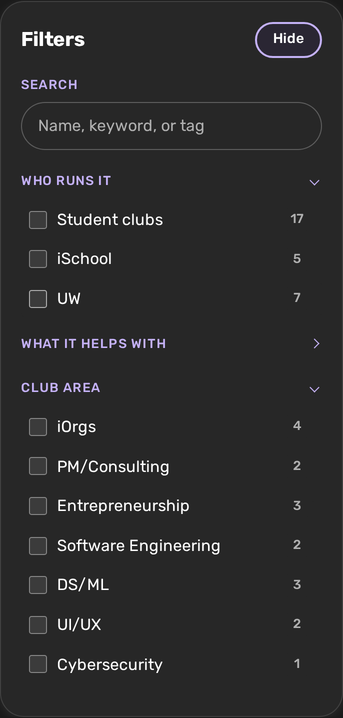 Filters
Hide
SEARCH
Name, keyword, or tag
WHO RUNS IT
Student clubs 17
iSchool 5
UW 7
WHAT IT HELPS WITH
CLUB AREA
iOrgs 4
PM/Consulting 2
Entrepreneurship 3
Software Engineering 2
DS/ML 3
UI/UX 2
Cybersecurity 1